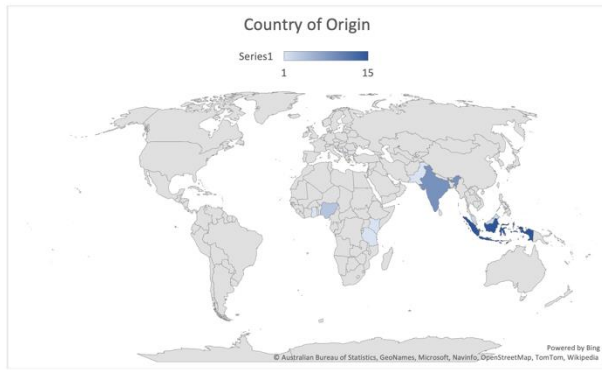 Country of Origin
Series1
1 15
Powered by Bing
© Australian Bureau of Statistics, GeoNames, Microsoft, Navinfo, OpenStreetMap, TomTom, Wikipedia